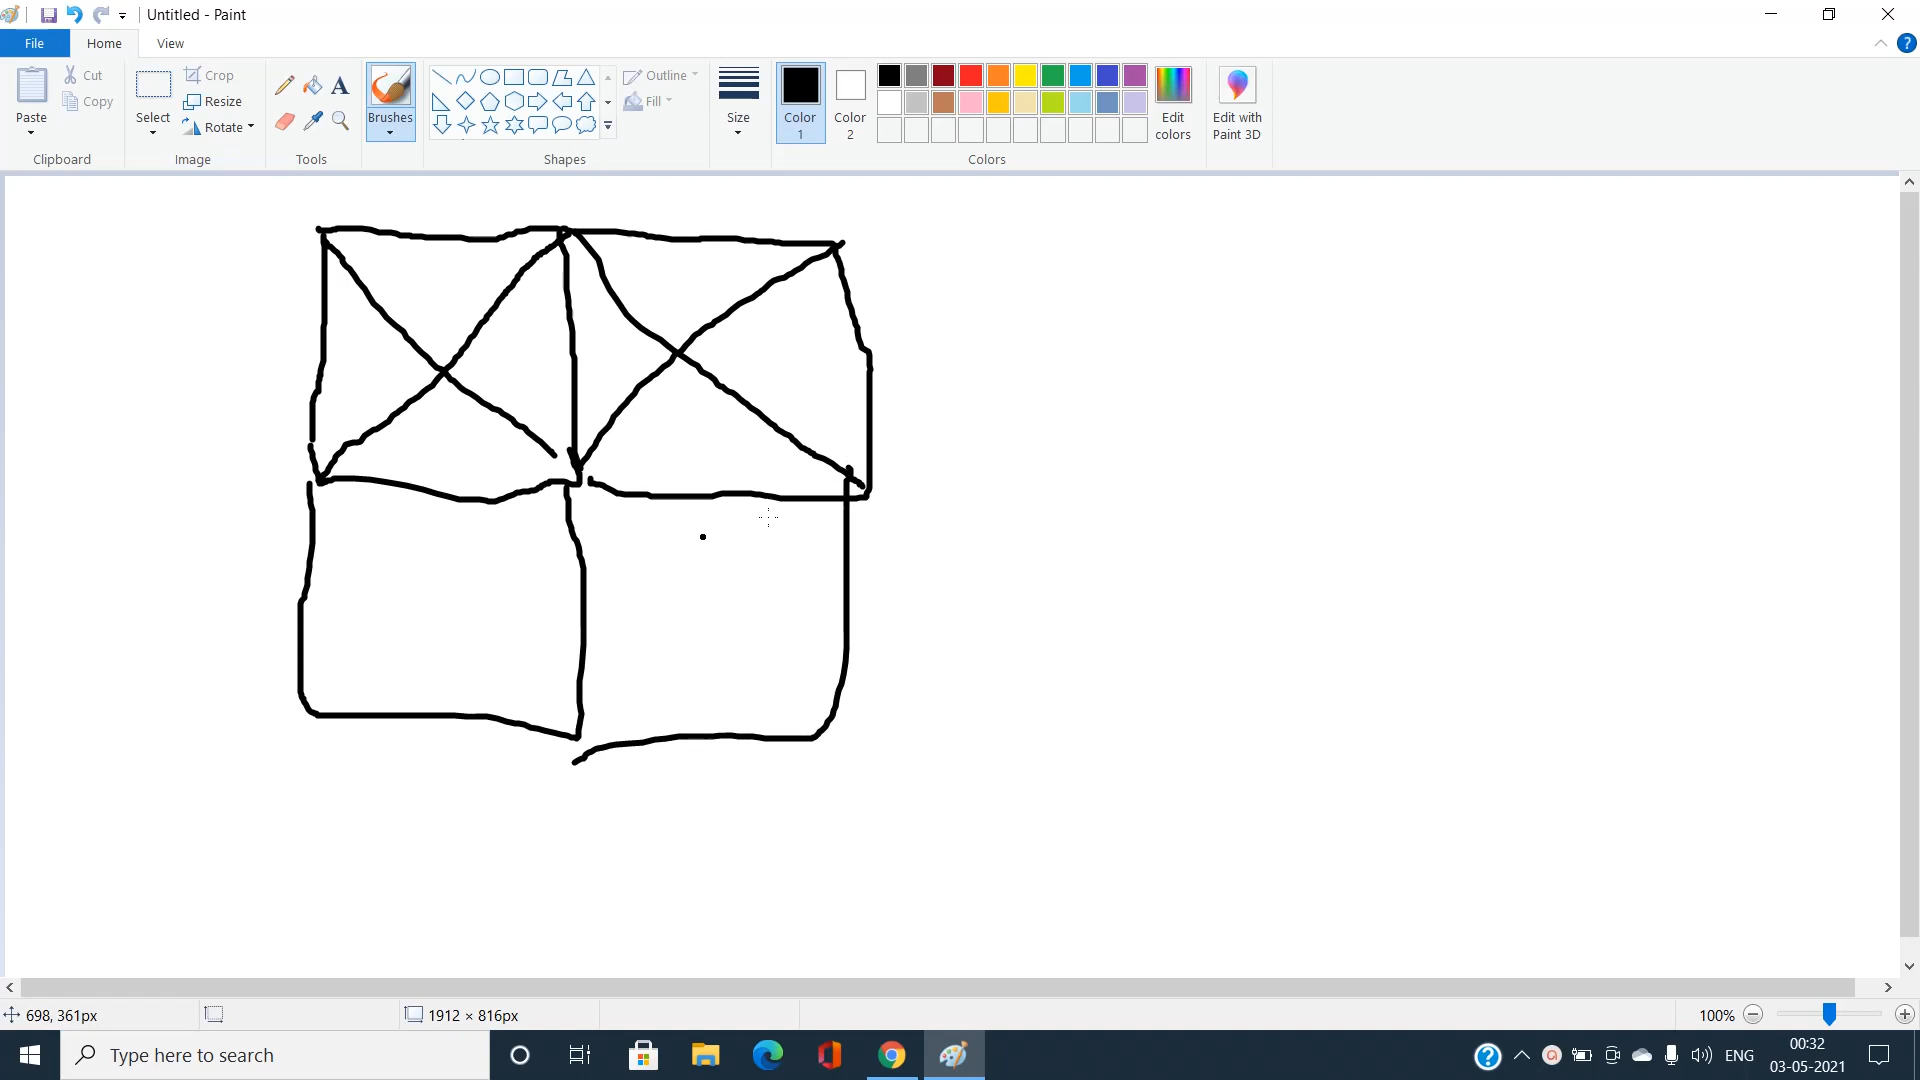 Untitled - Paint
File Home View
Paste
Cut
Copy
Clipboard
Select
Crop
Resize
Rotate
Image
Tools
Brushes
Shapes
Outline
Fill
Size
Color 1
Color 2
Colors
Edit colors
Edit with Paint 3D
698, 361px
1912 × 816px
100%
Type here to search
ENG
00:32
03-05-2021